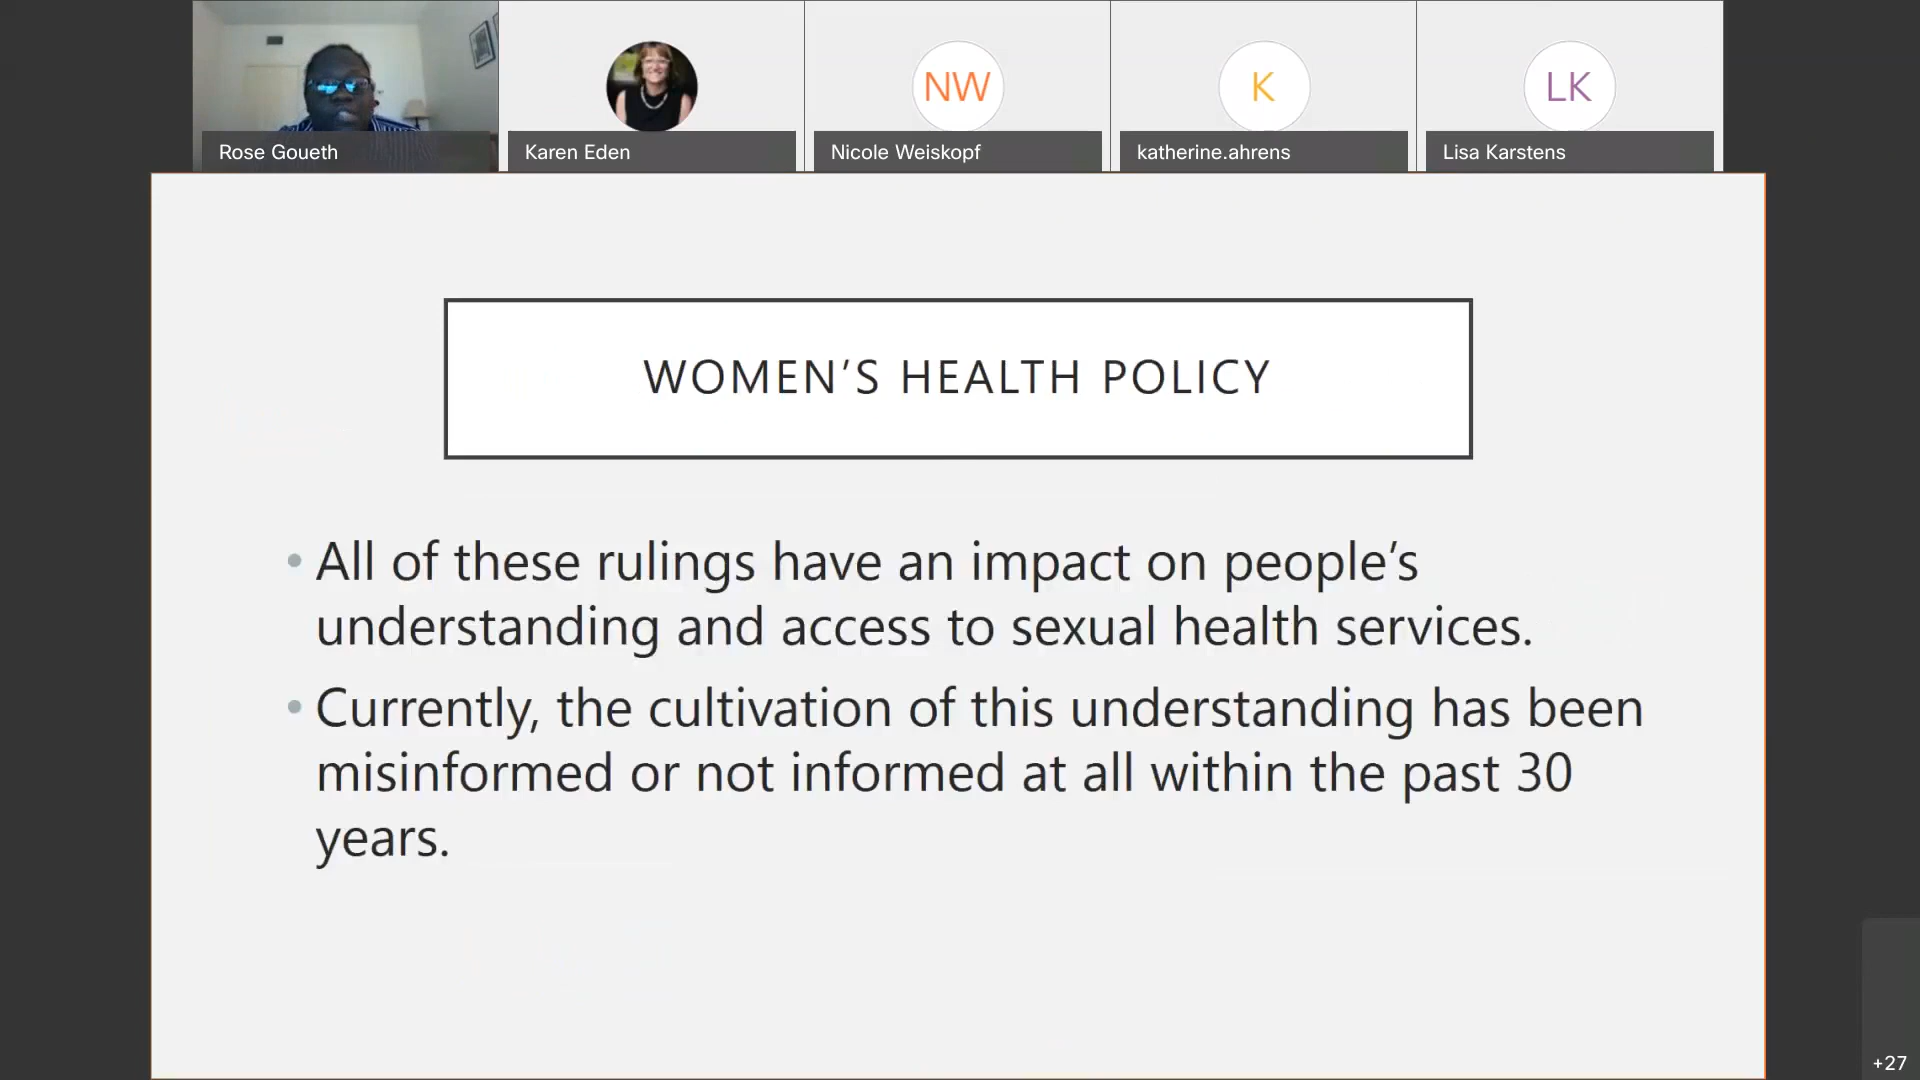 NW
K
LK
Rose Goueth
Karen Eden
Nicole Weiskopf
katherine.ahrens
Lisa Karstens
WOMEN’S HEALTH POLICY
• All of these rulings have an impact on people’s
understanding and access to sexual health services.
• Currently, the cultivation of this understanding has been
misinformed or not informed at all within the past 30
years.
+27